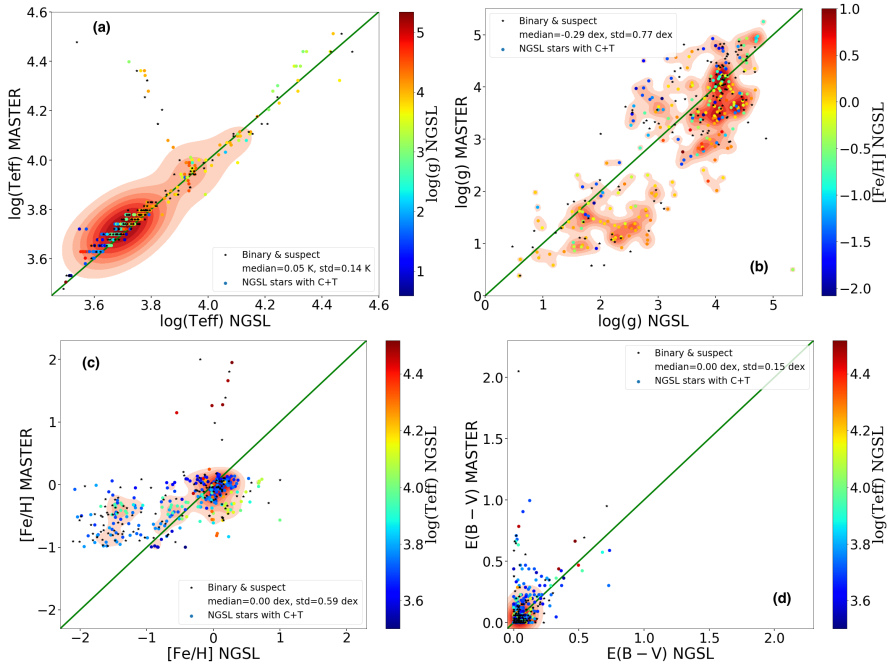 (a)
log(Teff) MASTER
4.6
4.4
4.2
4.0
3.8
3.6
3.6
3.8
4.0
4.2
4.4
4.6
log(Teff) NGSL
Binary & suspect
median=0.05 K, std=0.14 K
NGSL stars with C+T
5
4
3
2
1
log(g) NGSL
(b)
log(g) MASTER
5
4
3
2
1
0
0
1
2
3
4
5
log(g) NGSL
Binary & suspect
median=-0.29 dex, std=0.77 dex
NGSL stars with C+T
1.0
0.5
0.0
−0.5
−1.0
−1.5
−2.0
[Fe/H] NGSL
(c)
[Fe/H] MASTER
2
1
0
−1
−2
−2
−1
0
1
2
[Fe/H] NGSL
Binary & suspect
median=0.00 dex, std=0.59 dex
NGSL stars with C+T
4.4
4.2
4.0
3.8
3.6
log(Teff) NGSL
(d)
E(B − V) MASTER
2.0
1.5
1.0
0.5
0.0
0.0
0.5
1.0
1.5
2.0
E(B − V) NGSL
Binary & suspect
median=0.00 dex, std=0.15 dex
NGSL stars with C+T
4.4
4.2
4.0
3.8
3.6
log(Teff) NGSL